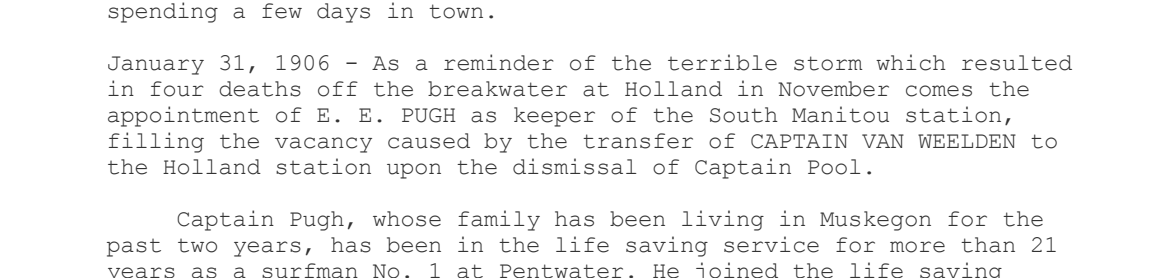 spending a few days in town.
January 31, 1906 - As a reminder of the terrible storm which resulted
in four deaths off the breakwater at Holland in November comes the
appointment of E. E. PUGH as keeper of the South Manitou station,
filling the vacancy caused by the transfer of CAPTAIN VAN WEELDEN to
the Holland station upon the dismissal of Captain Pool.
Captain Pugh, whose family has been living in Muskegon for the
past two years, has been in the life saving service for more than 21
years as a surfman No. 1 at Pentwater. He joined the life saving